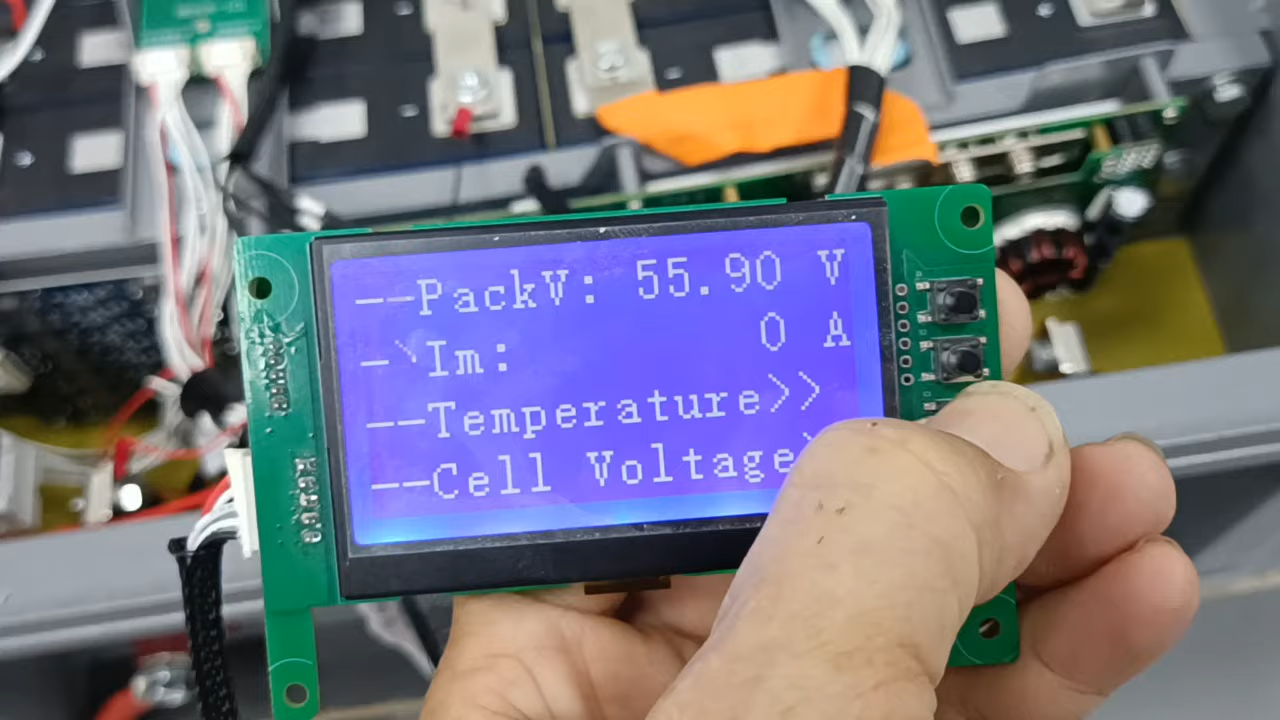 --PackV: 55.90 V
-`Im: 0 A
--Temperature>>
--Cell Voltage